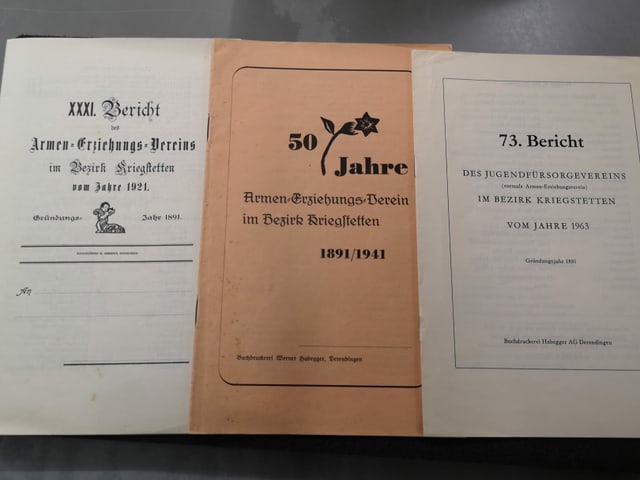 XXXI. Bericht
des
Armen-Erziehungs-Vereins
im Bezirk Kriegstetten
vom Jahre 1921.
Gründungs- Jahr 1891.
An
50
Jahre
Armen-Erziehungs-Verein
im Bezirk Kriegstetten
1891/1941
Buchdruckerei Werner Habegger, Derendingen
73. Bericht
DES JUGENDFÜRSORGEVEREINS
(vormals Armen-Erziehungsverein)
IM BEZIRK KRIEGSTETTEN
VOM JAHRE 1963
Gründungsjahr 1891
Buchdruckerei Habegger AG Derendingen